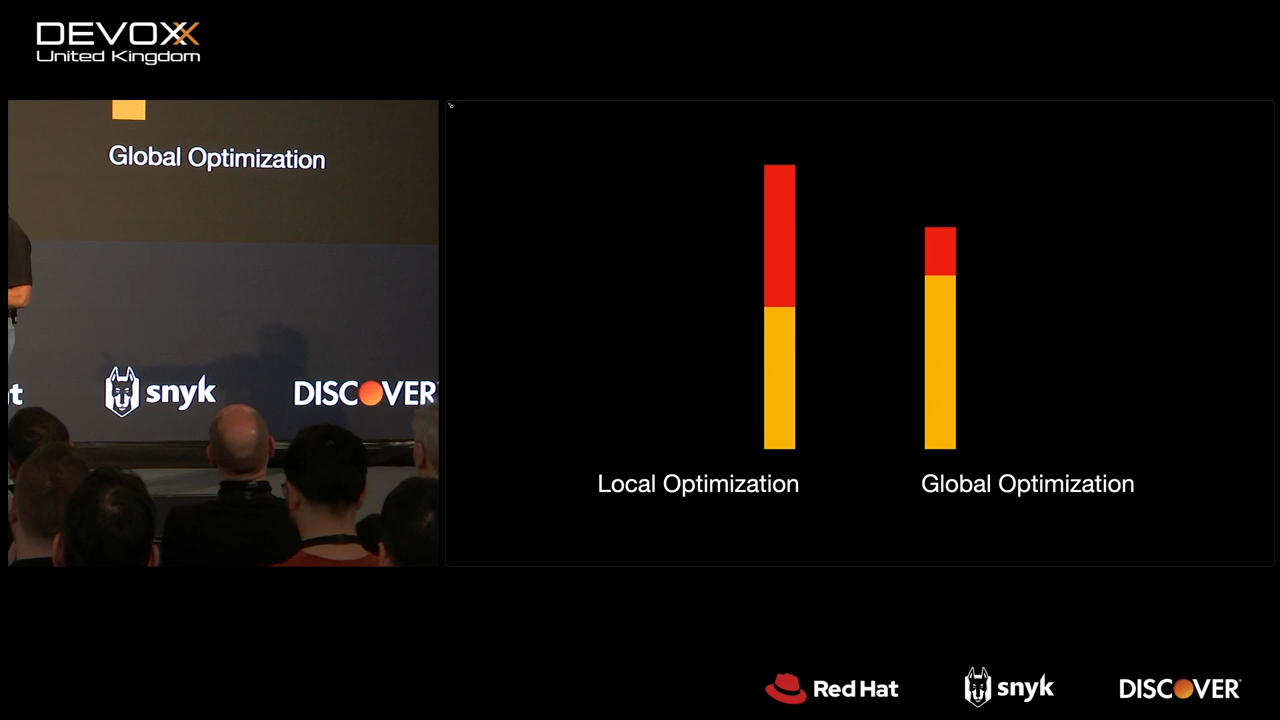 DEVOXX
United Kingdom
Global Optimization
t
snyk
DISCOVER
Local Optimization
Global Optimization
Red Hat
snyk
DISCOVER